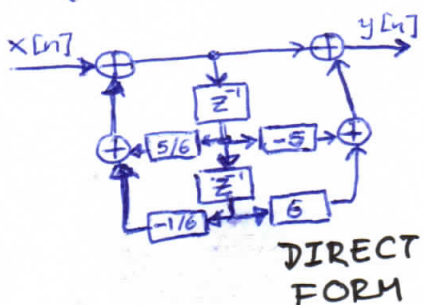 x[n] + + y[n]
z⁻¹
+ 5/6 -5 +
z⁻¹
-1/6 6
DIRECT
FORM